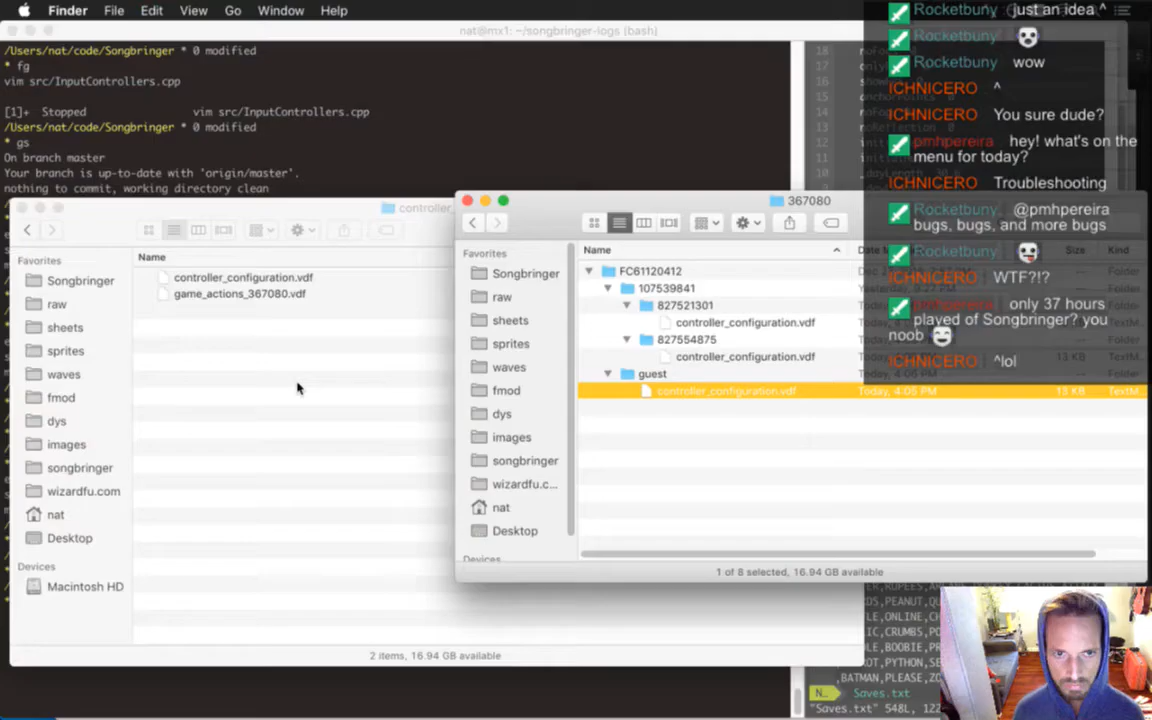 Finder File Edit View Go Window Help
nat@mx1: ~/songbringer-logs (bash)
/Users/nat/code/Songbringer * 0 modified
* fg
vim src/InputControllers.cpp
[1]+ Stopped vim src/InputControllers.cpp
/Users/nat/code/Songbringer * 0 modified
* gs
On branch master
Your branch is up-to-date with 'origin/master'.
nothing to commit, working directory clean
controller_
Favorites
Songbringer
raw
sheets
sprites
waves
fmod
dys
images
songbringer
wizardfu.com
nat
Desktop
Devices
Macintosh HD
Name
controller_configuration.vdf
game_actions_367080.vdf
2 items, 16.94 GB available
367080
Favorites
Songbringer
raw
sheets
sprites
waves
fmod
dys
images
songbringer
wizardfu.c...
nat
Desktop
Devices
Name Size Kind
FC61120412
107539841
827521301
controller_configuration.vdf
827554875
controller_configuration.vdf
guest
controller_configuration.vdf Today, 4:05 PM 13 KB TextM...
1 of 8 selected, 16.94 GB available
Rocketbuny just an idea ^
Rocketbuny
Rocketbuny wow
ICHNICERO ^
ICHNICERO You sure dude?
pmhpereira hey! what's on the
menu for today?
ICHNICERO Troubleshooting
Rocketbuny @pmhpereira
bugs, bugs, and more bugs
Rocketbuny
ICHNICERO WTF?!?
pmhpereira only 37 hours
played of Songbringer? you
noob
ICHNICERO ^lol
N... Saves.txt
"Saves.txt" 548L, 122